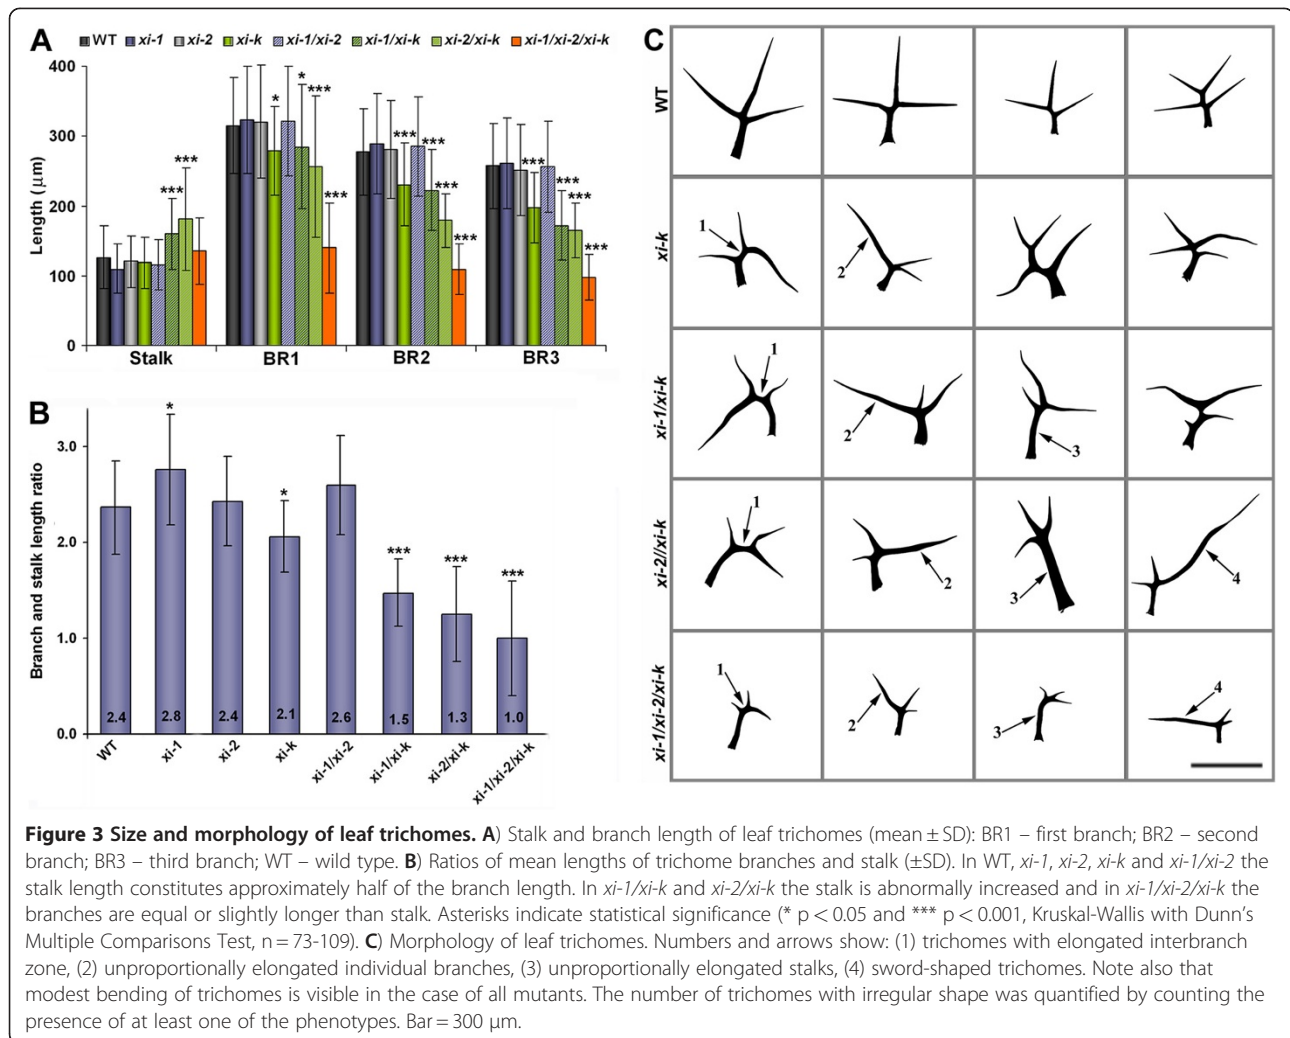 A
WT xi-1 xi-2 xi-k xi-1/xi-2 xi-1/xi-k xi-2/xi-k xi-1/xi-2/xi-k
Length (µm)
400
300
200
100
0
*** ***
* * *** ***
*** *** *** ***
*** *** *** ***
Stalk BR1 BR2 BR3
B
Branch and stalk length ratio
3.0
2.0
1.0
0.0
* * *** *** ***
2.4 2.8 2.4 2.1 2.6 1.5 1.3 1.0
WT xi-1 xi-2 xi-k xi-1/xi-2 xi-1/xi-k xi-2/xi-k xi-1/xi-2/xi-k
C
WT
xi-k
1 2
xi-1/xi-k
1 2 3
xi-2//xi-k
1 2 3 4
xi-1/xi-2/xi-k
1 2 3 4
Figure 3 Size and morphology of leaf trichomes. A) Stalk and branch length of leaf trichomes (mean ± SD): BR1 – first branch; BR2 – second
branch; BR3 – third branch; WT – wild type. B) Ratios of mean lengths of trichome branches and stalk (±SD). In WT, xi-1, xi-2, xi-k and xi-1/xi-2 the
stalk length constitutes approximately half of the branch length. In xi-1/xi-k and xi-2/xi-k the stalk is abnormally increased and in xi-1/xi-2/xi-k the
branches are equal or slightly longer than stalk. Asterisks indicate statistical significance (* p < 0.05 and *** p < 0.001, Kruskal-Wallis with Dunn’s
Multiple Comparisons Test, n = 73-109). C) Morphology of leaf trichomes. Numbers and arrows show: (1) trichomes with elongated interbranch
zone, (2) unproportionally elongated individual branches, (3) unproportionally elongated stalks, (4) sword-shaped trichomes. Note also that
modest bending of trichomes is visible in the case of all mutants. The number of trichomes with irregular shape was quantified by counting the
presence of at least one of the phenotypes. Bar = 300 µm.